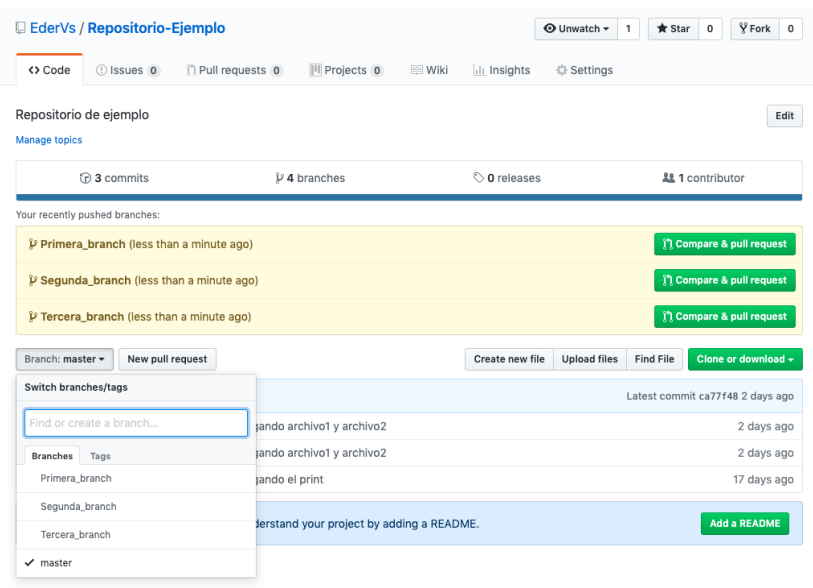 EderVs / Repositorio-Ejemplo
Unwatch 1 Star 0 Fork 0
Code Issues 0 Pull requests 0 Projects 0 Wiki Insights Settings
Repositorio de ejemplo Edit
Manage topics
3 commits 4 branches 0 releases 1 contributor
Your recently pushed branches:
Primera_branch (less than a minute ago) Compare & pull request
Segunda_branch (less than a minute ago) Compare & pull request
Tercera_branch (less than a minute ago) Compare & pull request
Branch: master New pull request Create new file Upload files Find File Clone or download
Switch branches/tags
Latest commit ca77f48 2 days ago
Find or create a branch...
gando archivo1 y archivo2 2 days ago
Branches Tags
gando archivo1 y archivo2 2 days ago
Primera_branch
gando el print 17 days ago
Segunda_branch
derstand your project by adding a README. Add a README
Tercera_branch
master